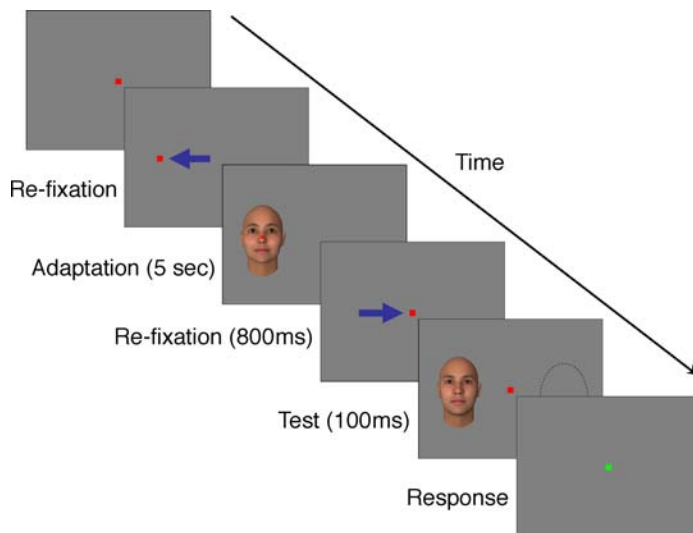 Time
Re-fixation
Adaptation (5 sec)
Re-fixation (800ms)
Test (100ms)
Response